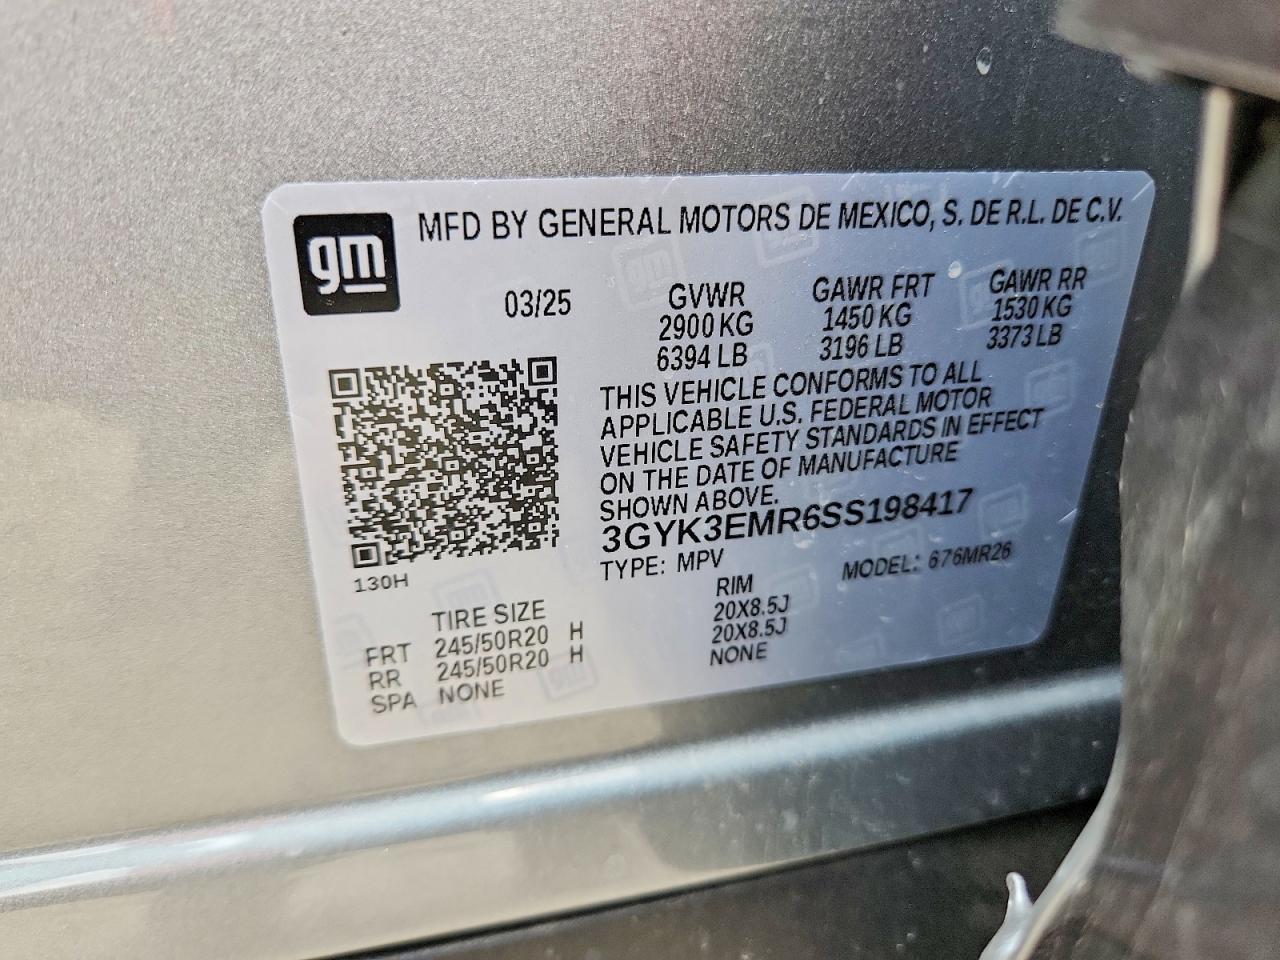 gm
MFD BY GENERAL MOTORS DE MEXICO, S. DE R.L. DE C.V.
03/25 GVWR GAWR FRT GAWR RR
2900 KG 1450 KG 1530 KG
6394 LB 3196 LB 3373 LB
THIS VEHICLE CONFORMS TO ALL
APPLICABLE U.S. FEDERAL MOTOR
VEHICLE SAFETY STANDARDS IN EFFECT
ON THE DATE OF MANUFACTURE
SHOWN ABOVE.
3GYK3EMR6SS198417
TYPE: MPV MODEL: 676MR26
130H
TIRE SIZE RIM
FRT 245/50R20 H 20X8.5J
RR 245/50R20 H 20X8.5J
SPA NONE NONE